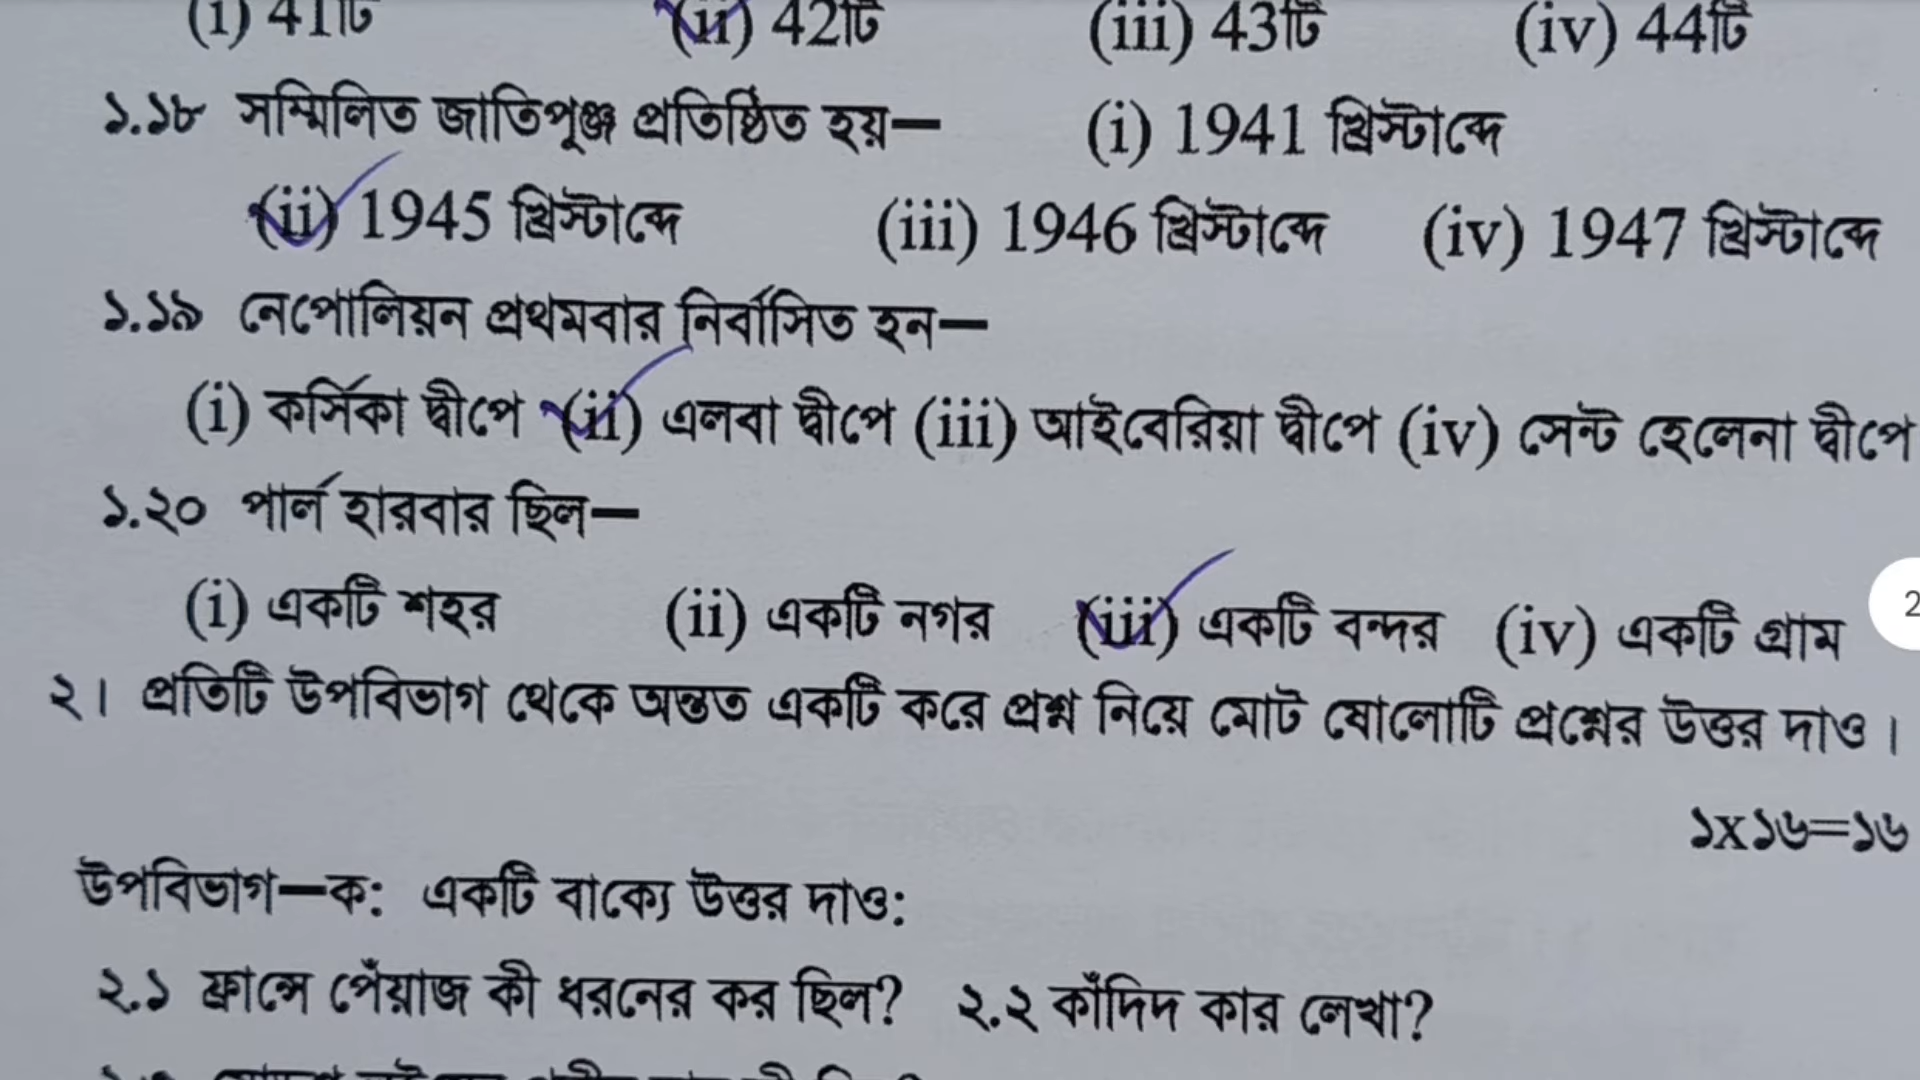 (i) 41টি (ii) 42টি (iii) 43টি (iv) 44টি
১.১৮ সম্মিলিত জাতিপুঞ্জ প্রতিষ্ঠিত হয়— (i) 1941 খ্রিস্টাব্দে
(ii) 1945 খ্রিস্টাব্দে (iii) 1946 খ্রিস্টাব্দে (iv) 1947 খ্রিস্টাব্দে
১.১৯ নেপোলিয়ন প্রথমবার নির্বাসিত হন—
(i) কর্সিকা দ্বীপে (ii) এলবা দ্বীপে (iii) আইবেরিয়া দ্বীপে (iv) সেন্ট হেলেনা দ্বীপে
১.২০ পার্ল হারবার ছিল—
(i) একটি শহর (ii) একটি নগর (iii) একটি বন্দর (iv) একটি গ্রাম
2
২। প্রতিটি উপবিভাগ থেকে অন্তত একটি করে প্রশ্ন নিয়ে মোট ষোলোটি প্রশ্নের উত্তর দাও।
১x১৬=১৬
উপবিভাগ—ক: একটি বাক্যে উত্তর দাও:
২.১ ফ্রান্সে পেঁয়াজ কী ধরনের কর ছিল? ২.২ কাঁদিদ কার লেখা?